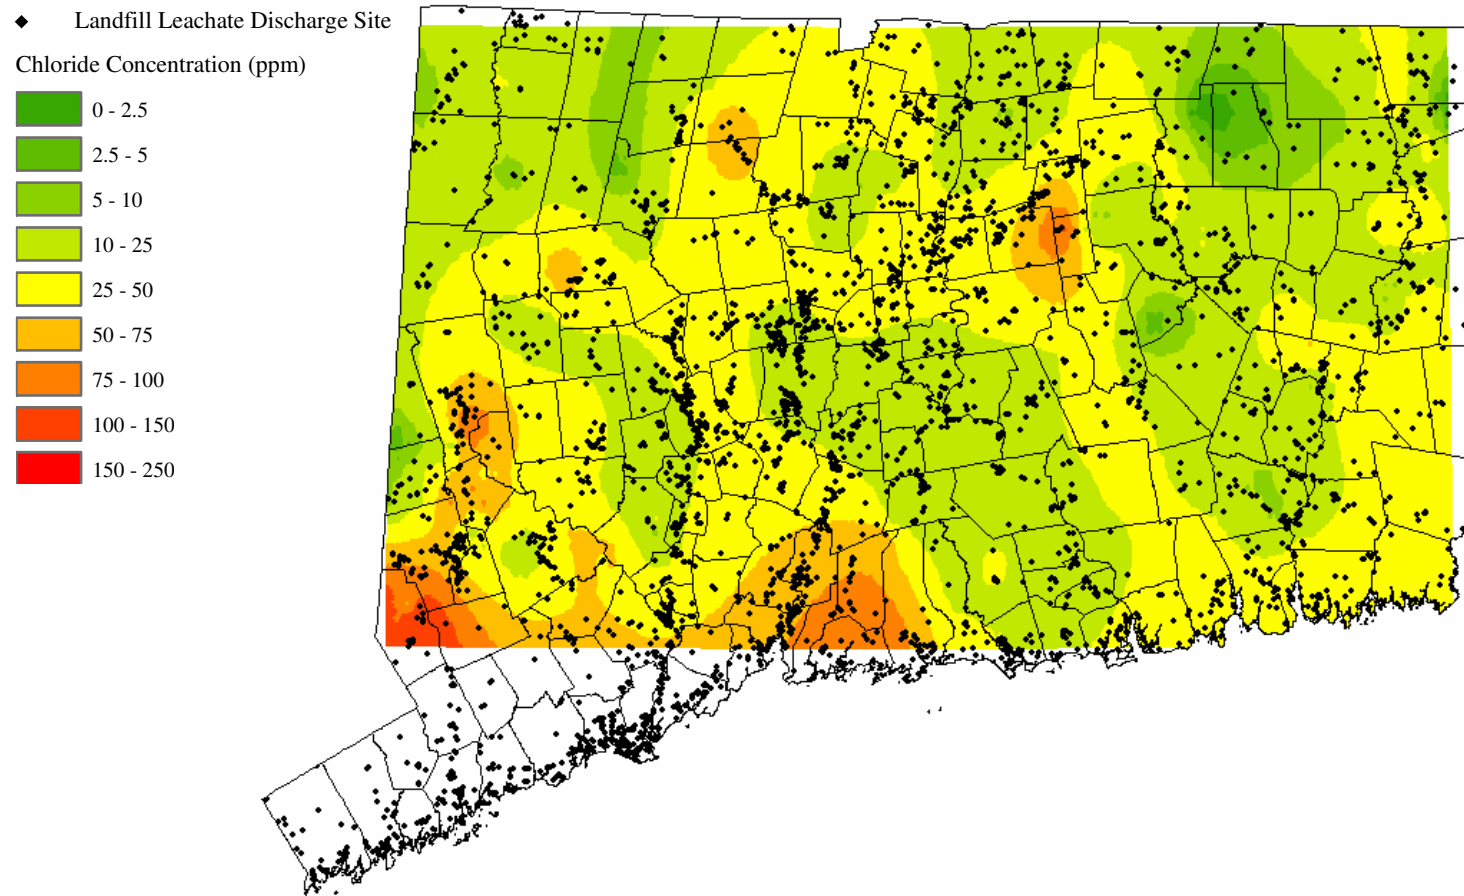 Landfill Leachate Discharge Site
Chloride Concentration (ppm)
0 - 2.5
2.5 - 5
5 - 10
10 - 25
25 - 50
50 - 75
75 - 100
100 - 150
150 - 250